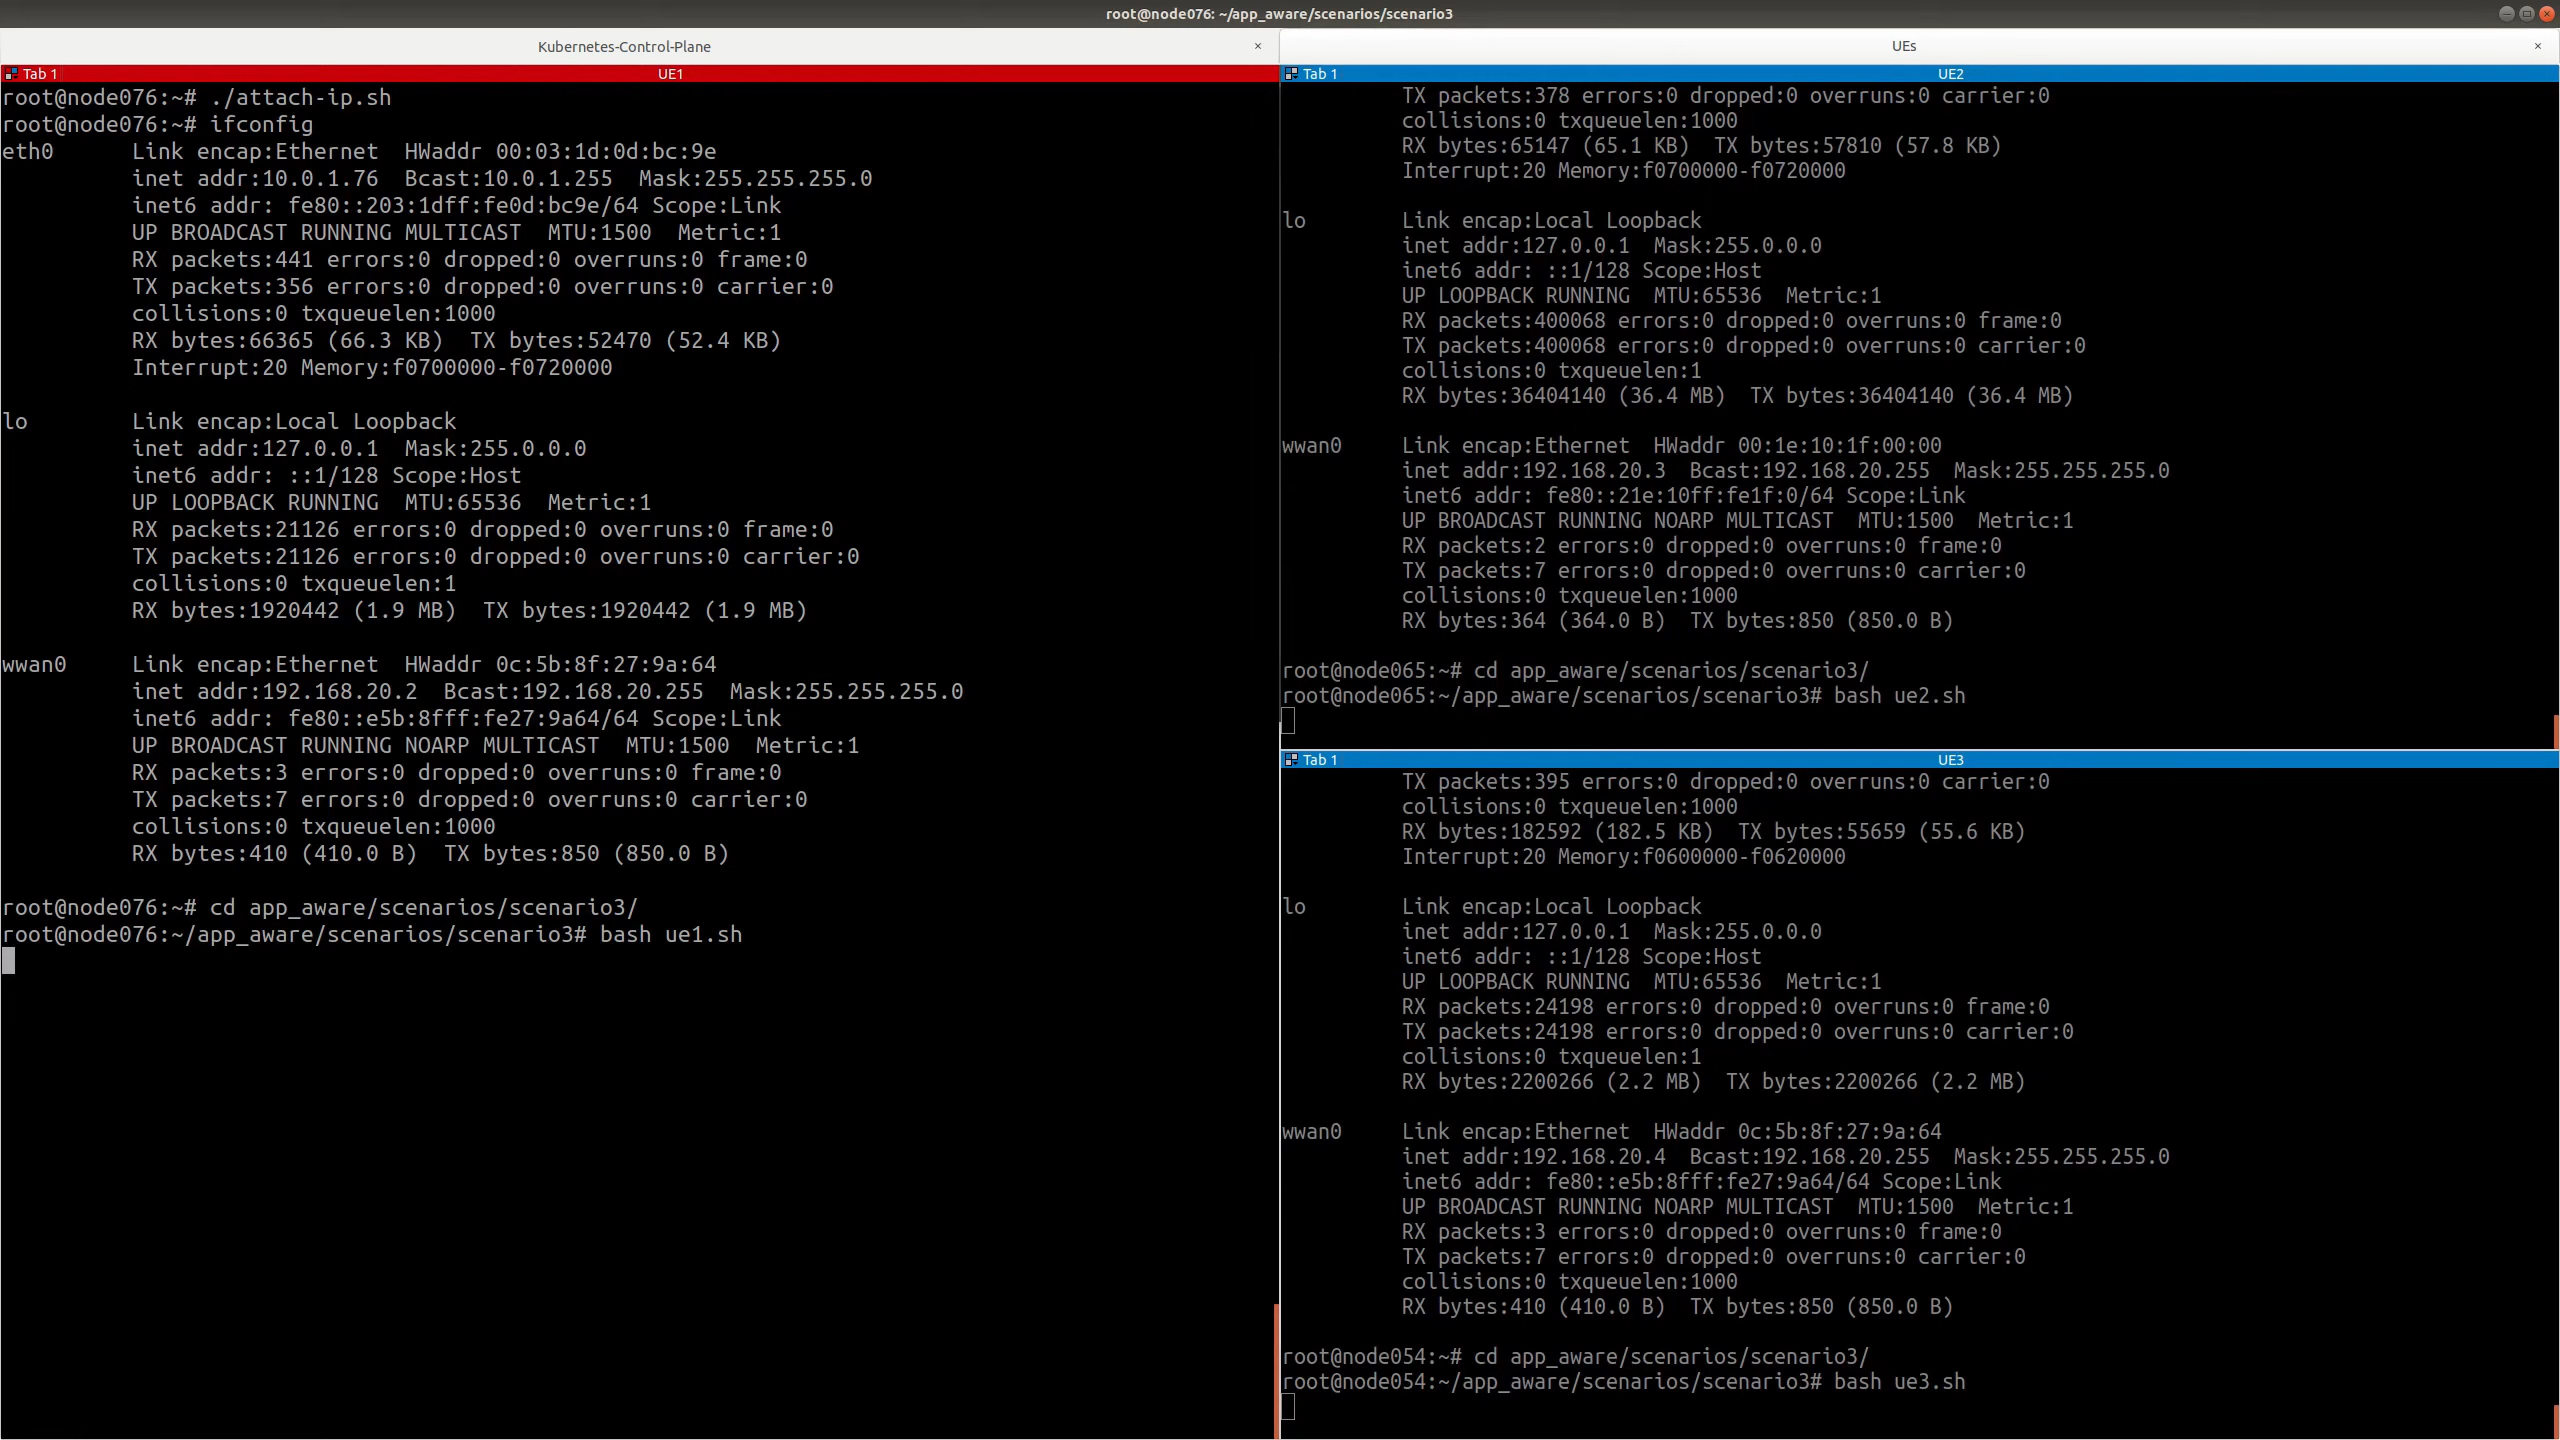 root@node076: ~/app_aware/scenarios/scenario3
Kubernetes-Control-Plane ×
Tab 1 UE1
root@node076:~# ./attach-ip.sh
root@node076:~# ifconfig
eth0 Link encap:Ethernet HWaddr 00:03:1d:0d:bc:9e
inet addr:10.0.1.76 Bcast:10.0.1.255 Mask:255.255.255.0
inet6 addr: fe80::203:1dff:fe0d:bc9e/64 Scope:Link
UP BROADCAST RUNNING MULTICAST MTU:1500 Metric:1
RX packets:441 errors:0 dropped:0 overruns:0 frame:0
TX packets:356 errors:0 dropped:0 overruns:0 carrier:0
collisions:0 txqueuelen:1000
RX bytes:66365 (66.3 KB) TX bytes:52470 (52.4 KB)
Interrupt:20 Memory:f0700000-f0720000
lo Link encap:Local Loopback
inet addr:127.0.0.1 Mask:255.0.0.0
inet6 addr: ::1/128 Scope:Host
UP LOOPBACK RUNNING MTU:65536 Metric:1
RX packets:21126 errors:0 dropped:0 overruns:0 frame:0
TX packets:21126 errors:0 dropped:0 overruns:0 carrier:0
collisions:0 txqueuelen:1
RX bytes:1920442 (1.9 MB) TX bytes:1920442 (1.9 MB)
wwan0 Link encap:Ethernet HWaddr 0c:5b:8f:27:9a:64
inet addr:192.168.20.2 Bcast:192.168.20.255 Mask:255.255.255.0
inet6 addr: fe80::e5b:8fff:fe27:9a64/64 Scope:Link
UP BROADCAST RUNNING NOARP MULTICAST MTU:1500 Metric:1
RX packets:3 errors:0 dropped:0 overruns:0 frame:0
TX packets:7 errors:0 dropped:0 overruns:0 carrier:0
collisions:0 txqueuelen:1000
RX bytes:410 (410.0 B) TX bytes:850 (850.0 B)
root@node076:~# cd app_aware/scenarios/scenario3/
root@node076:~/app_aware/scenarios/scenario3# bash ue1.sh
UEs ×
Tab 1 UE2
TX packets:378 errors:0 dropped:0 overruns:0 carrier:0
collisions:0 txqueuelen:1000
RX bytes:65147 (65.1 KB) TX bytes:57810 (57.8 KB)
Interrupt:20 Memory:f0700000-f0720000
lo Link encap:Local Loopback
inet addr:127.0.0.1 Mask:255.0.0.0
inet6 addr: ::1/128 Scope:Host
UP LOOPBACK RUNNING MTU:65536 Metric:1
RX packets:400068 errors:0 dropped:0 overruns:0 frame:0
TX packets:400068 errors:0 dropped:0 overruns:0 carrier:0
collisions:0 txqueuelen:1
RX bytes:36404140 (36.4 MB) TX bytes:36404140 (36.4 MB)
wwan0 Link encap:Ethernet HWaddr 00:1e:10:1f:00:00
inet addr:192.168.20.3 Bcast:192.168.20.255 Mask:255.255.255.0
inet6 addr: fe80::21e:10ff:fe1f:0/64 Scope:Link
UP BROADCAST RUNNING NOARP MULTICAST MTU:1500 Metric:1
RX packets:2 errors:0 dropped:0 overruns:0 frame:0
TX packets:7 errors:0 dropped:0 overruns:0 carrier:0
collisions:0 txqueuelen:1000
RX bytes:364 (364.0 B) TX bytes:850 (850.0 B)
root@node065:~# cd app_aware/scenarios/scenario3/
root@node065:~/app_aware/scenarios/scenario3# bash ue2.sh
Tab 1 UE3
TX packets:395 errors:0 dropped:0 overruns:0 carrier:0
collisions:0 txqueuelen:1000
RX bytes:182592 (182.5 KB) TX bytes:55659 (55.6 KB)
Interrupt:20 Memory:f0600000-f0620000
lo Link encap:Local Loopback
inet addr:127.0.0.1 Mask:255.0.0.0
inet6 addr: ::1/128 Scope:Host
UP LOOPBACK RUNNING MTU:65536 Metric:1
RX packets:24198 errors:0 dropped:0 overruns:0 frame:0
TX packets:24198 errors:0 dropped:0 overruns:0 carrier:0
collisions:0 txqueuelen:1
RX bytes:2200266 (2.2 MB) TX bytes:2200266 (2.2 MB)
wwan0 Link encap:Ethernet HWaddr 0c:5b:8f:27:9a:64
inet addr:192.168.20.4 Bcast:192.168.20.255 Mask:255.255.255.0
inet6 addr: fe80::e5b:8fff:fe27:9a64/64 Scope:Link
UP BROADCAST RUNNING NOARP MULTICAST MTU:1500 Metric:1
RX packets:3 errors:0 dropped:0 overruns:0 frame:0
TX packets:7 errors:0 dropped:0 overruns:0 carrier:0
collisions:0 txqueuelen:1000
RX bytes:410 (410.0 B) TX bytes:850 (850.0 B)
root@node054:~# cd app_aware/scenarios/scenario3/
root@node054:~/app_aware/scenarios/scenario3# bash ue3.sh